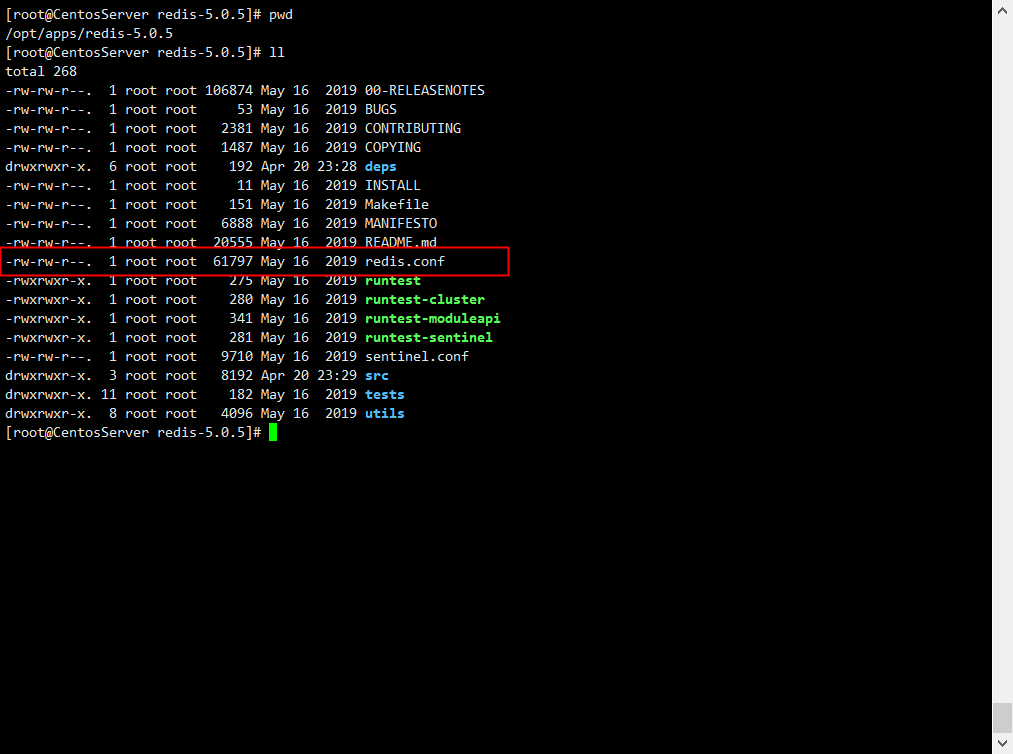 [root@CentosServer redis-5.0.5]# pwd
/opt/apps/redis-5.0.5
[root@CentosServer redis-5.0.5]# ll
total 268
-rw-rw-r--.  1 root root 106874 May 16  2019 00-RELEASENOTES
-rw-rw-r--.  1 root root     53 May 16  2019 BUGS
-rw-rw-r--.  1 root root   2381 May 16  2019 CONTRIBUTING
-rw-rw-r--.  1 root root   1487 May 16  2019 COPYING
drwxrwxr-x.  6 root root    192 Apr 20 23:28 deps
-rw-rw-r--.  1 root root     11 May 16  2019 INSTALL
-rw-rw-r--.  1 root root    151 May 16  2019 Makefile
-rw-rw-r--.  1 root root   6888 May 16  2019 MANIFESTO
-rw-rw-r--.  1 root root  20555 May 16  2019 README.md
-rw-rw-r--.  1 root root  61797 May 16  2019 redis.conf
-rwxrwxr-x.  1 root root    275 May 16  2019 runtest
-rwxrwxr-x.  1 root root    280 May 16  2019 runtest-cluster
-rwxrwxr-x.  1 root root    341 May 16  2019 runtest-moduleapi
-rwxrwxr-x.  1 root root    281 May 16  2019 runtest-sentinel
-rw-rw-r--.  1 root root   9710 May 16  2019 sentinel.conf
drwxrwxr-x.  3 root root   8192 Apr 20 23:29 src
drwxrwxr-x. 11 root root    182 May 16  2019 tests
drwxrwxr-x.  8 root root   4096 May 16  2019 utils
[root@CentosServer redis-5.0.5]#